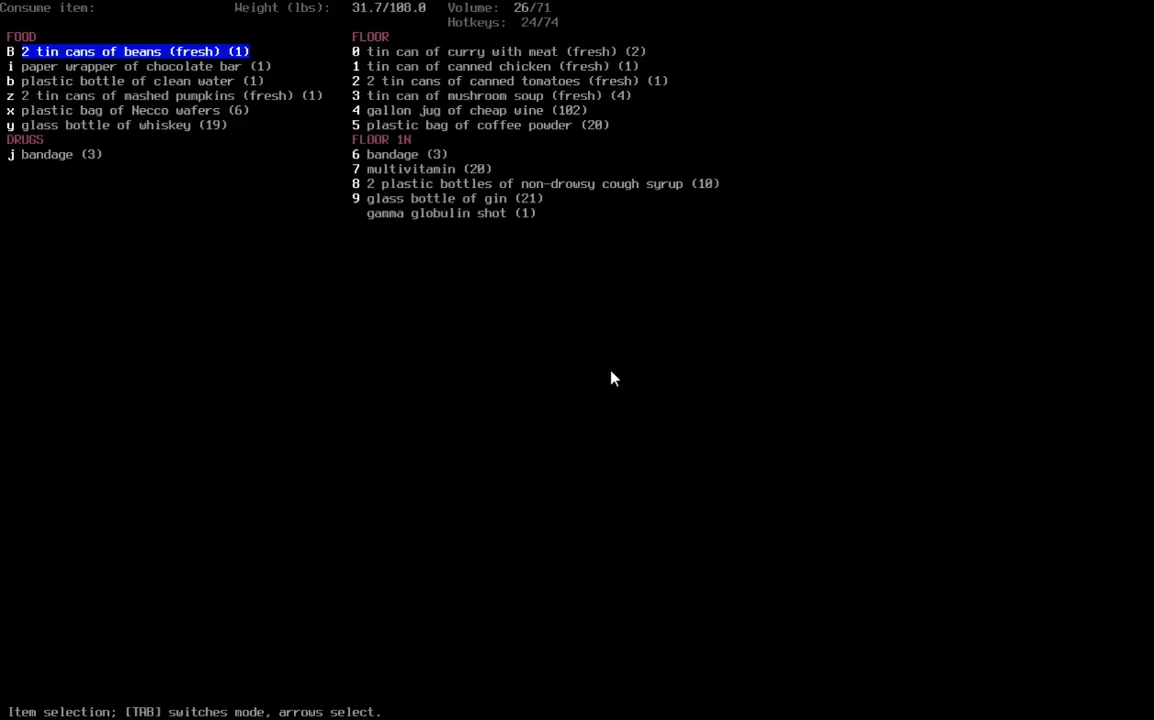 Consume item: Weight (lbs): 31.7/108.0 Volume: 26/71
Hotkeys: 24/74
FOOD
B 2 tin cans of beans (fresh) (1)
i paper wrapper of chocolate bar (1)
b plastic bottle of clean water (1)
z 2 tin cans of mashed pumpkins (fresh) (1)
x plastic bag of Necco wafers (6)
y glass bottle of whiskey (19)
DRUGS
j bandage (3)
FLOOR
0 tin can of curry with meat (fresh) (2)
1 tin can of canned chicken (fresh) (1)
2 2 tin cans of canned tomatoes (fresh) (1)
3 tin can of mushroom soup (fresh) (4)
4 gallon jug of cheap wine (102)
5 plastic bag of coffee powder (20)
FLOOR 1N
6 bandage (3)
7 multivitamin (20)
8 2 plastic bottles of non-drowsy cough syrup (10)
9 glass bottle of gin (21)
gamma globulin shot (1)
Item selection; [TAB] switches mode, arrows select.